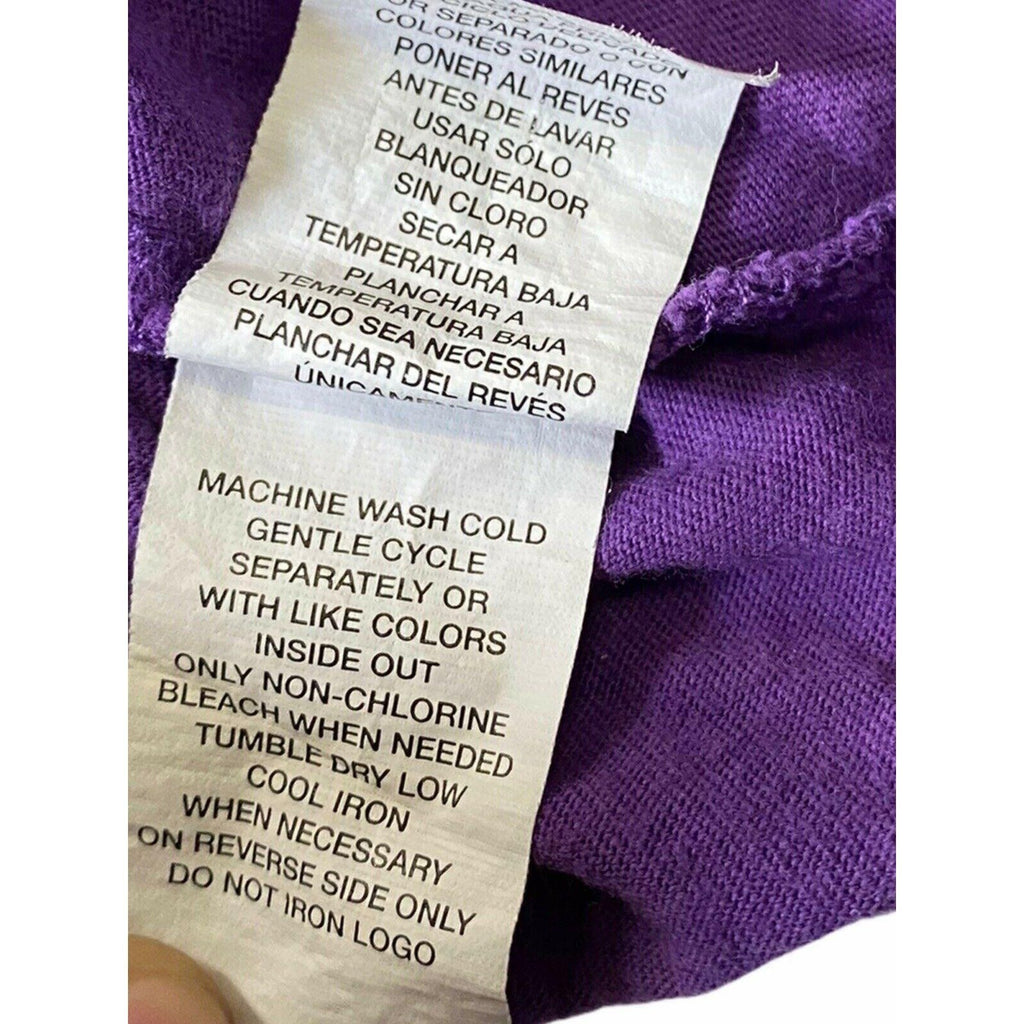 OR SEPARADO O CON
COLORES SIMILARES
PONER AL REVÉS
ANTES DE LAVAR
USAR SÓLO
BLANQUEADOR
SIN CLORO
SECAR A
TEMPERATURA BAJA
PLANCHAR A
TEMPERATURA BAJA
CUANDO SEA NECESARIO
PLANCHAR DEL REVÉS
MACHINE WASH COLD
GENTLE CYCLE
SEPARATELY OR
WITH LIKE COLORS
INSIDE OUT
ONLY NON-CHLORINE
BLEACH WHEN NEEDED
TUMBLE DRY LOW
COOL IRON
WHEN NECESSARY
ON REVERSE SIDE ONLY
DO NOT IRON LOGO